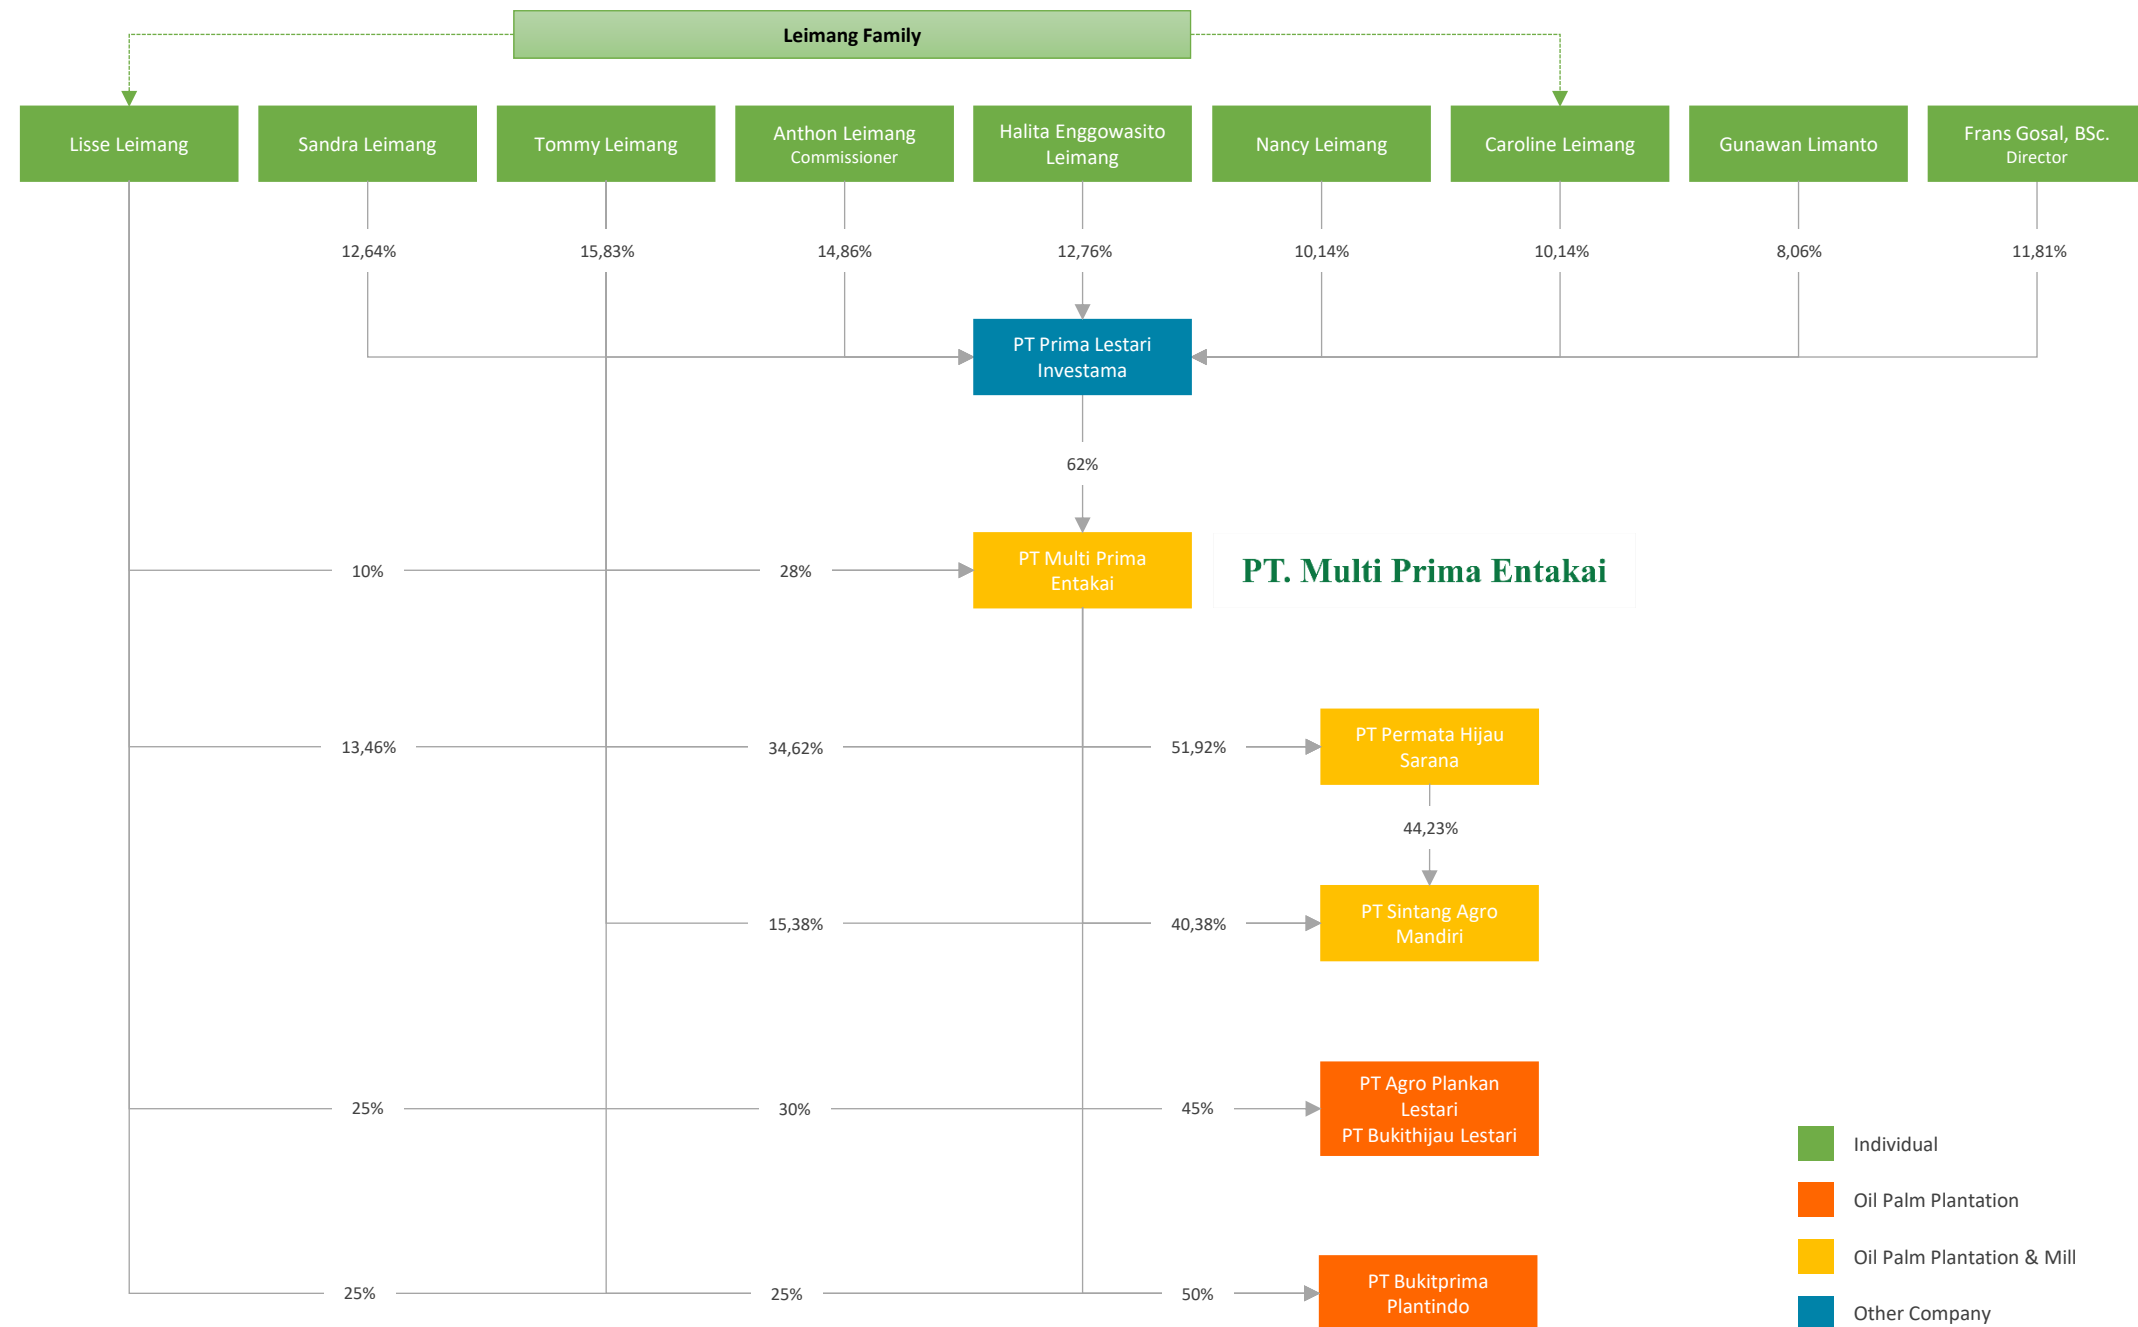 Leimang Family
Lisse Leimang
Sandra Leimang
Tommy Leimang
Anthon Leimang
Commissioner
Halita Enggowasito
Leimang
Nancy Leimang
Caroline Leimang
Gunawan Limanto
Frans Gosal, BSc.
Director
12,64%
15,83%
14,86%
12,76%
10,14%
10,14%
8,06%
11,81%
PT Prima Lestari
Investama
62%
10%
28%
PT Multi Prima
Entakai
PT. Multi Prima Entakai
13,46%
34,62%
51,92%
PT Permata Hijau
Sarana
44,23%
15,38%
40,38%
PT Sintang Agro
Mandiri
25%
30%
45%
PT Agro Plankan
Lestari
PT Bukithijau Lestari
25%
25%
50%
PT Bukitprima
Plantindo
Individual
Oil Palm Plantation
Oil Palm Plantation & Mill
Other Company